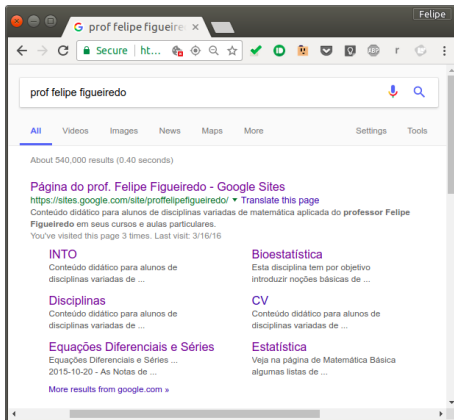 Felipe
prof felipe figueire
Secure | ht...
prof felipe figueiredo
All Videos Images News Maps More Settings Tools
About 540,000 results (0.40 seconds)
Página do prof. Felipe Figueiredo - Google Sites
https://sites.google.com/site/proffelipefigueiredo/ ▾ Translate this page
Conteúdo didático para alunos de disciplinas variadas de matemática aplicada do professor Felipe
Figueiredo em seus cursos e aulas particulares.
You've visited this page 3 times. Last visit: 3/16/16
INTO
Conteúdo didático para alunos de
disciplinas variadas de ...
Bioestatística
Esta disciplina tem por objetivo
introduzir noções básicas de ...
Disciplinas
Conteúdo didático para alunos de
disciplinas variadas de ...
CV
Conteúdo didático para alunos de
disciplinas variadas de ...
Equações Diferenciais e Séries
Equações Diferenciais e Séries ...
2015-10-20 - As Notas de ...
Estatística
Veja na página de Matemática Básica
algumas listas de ...
More results from google.com »